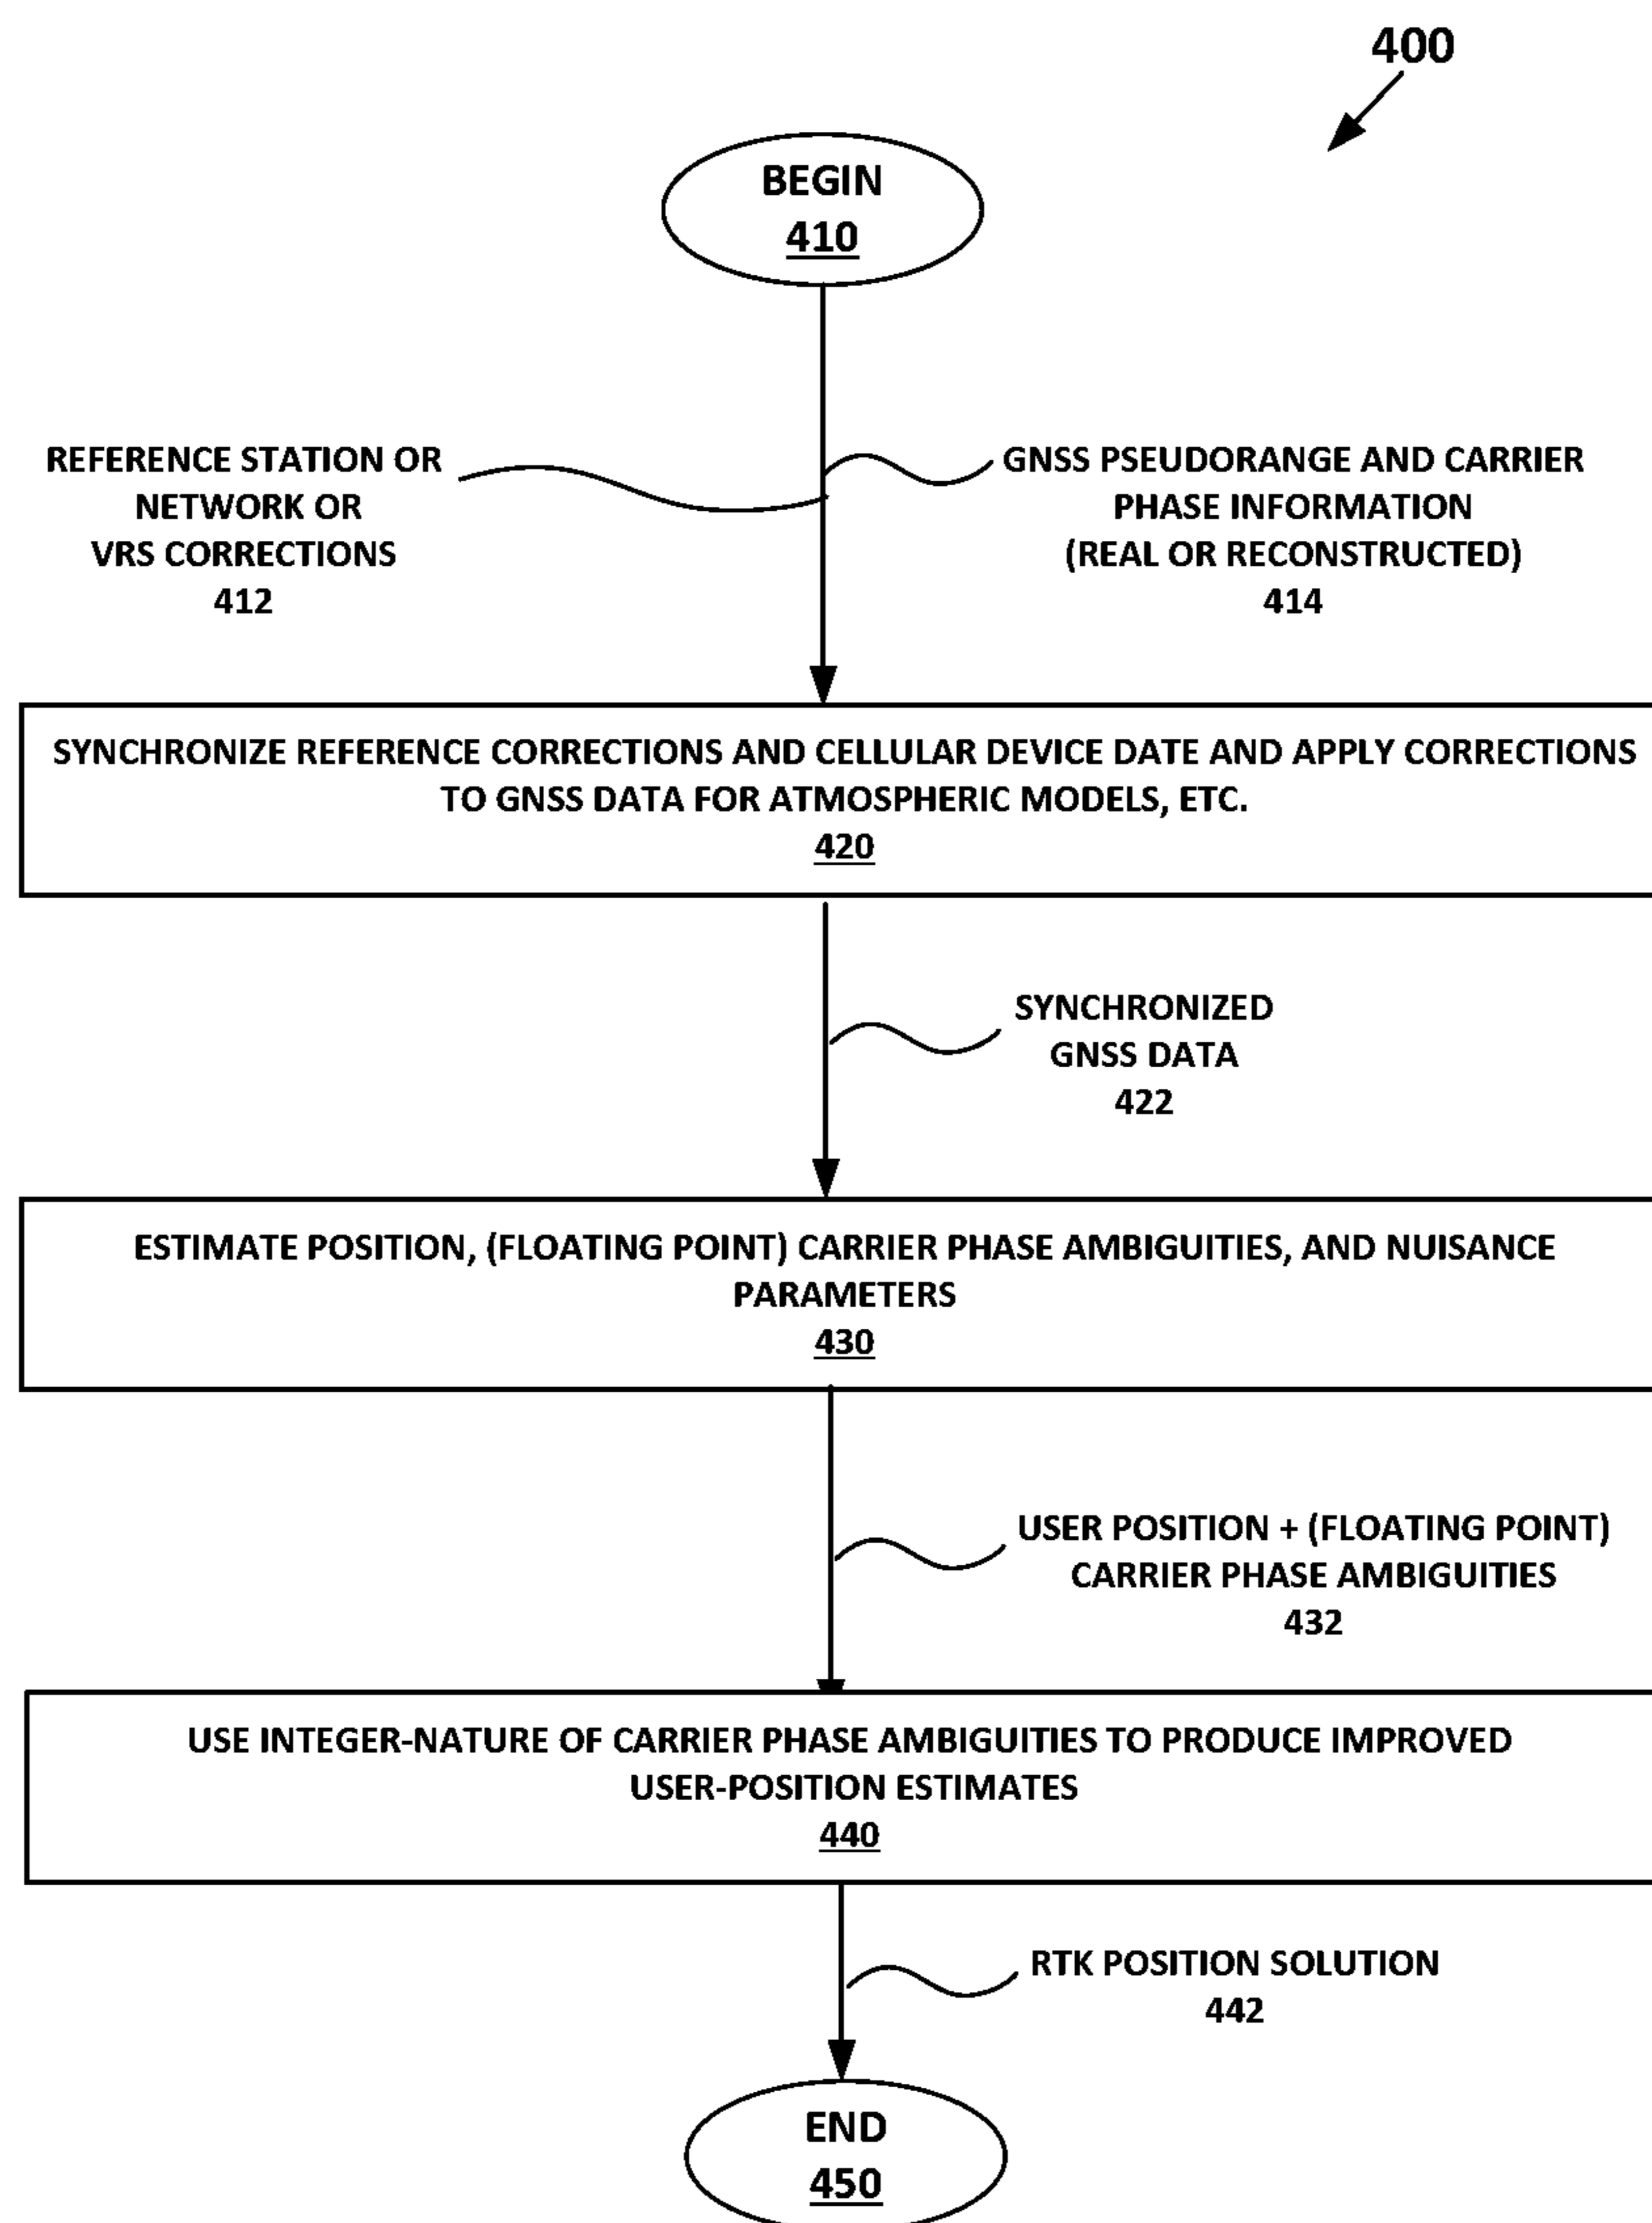 400
BEGIN
410
REFERENCE STATION OR
NETWORK OR
VRS CORRECTIONS
412
GNSS PSEUDORANGE AND CARRIER
PHASE INFORMATION
(REAL OR RECONSTRUCTED)
414
SYNCHRONIZE REFERENCE CORRECTIONS AND CELLULAR DEVICE DATE AND APPLY CORRECTIONS
TO GNSS DATA FOR ATMOSPHERIC MODELS, ETC.
420
SYNCHRONIZED
GNSS DATA
422
ESTIMATE POSITION, (FLOATING POINT) CARRIER PHASE AMBIGUITIES, AND NUISANCE
PARAMETERS
430
USER POSITION + (FLOATING POINT)
CARRIER PHASE AMBIGUITIES
432
USE INTEGER-NATURE OF CARRIER PHASE AMBIGUITIES TO PRODUCE IMPROVED
USER-POSITION ESTIMATES
440
RTK POSITION SOLUTION
442
END
450